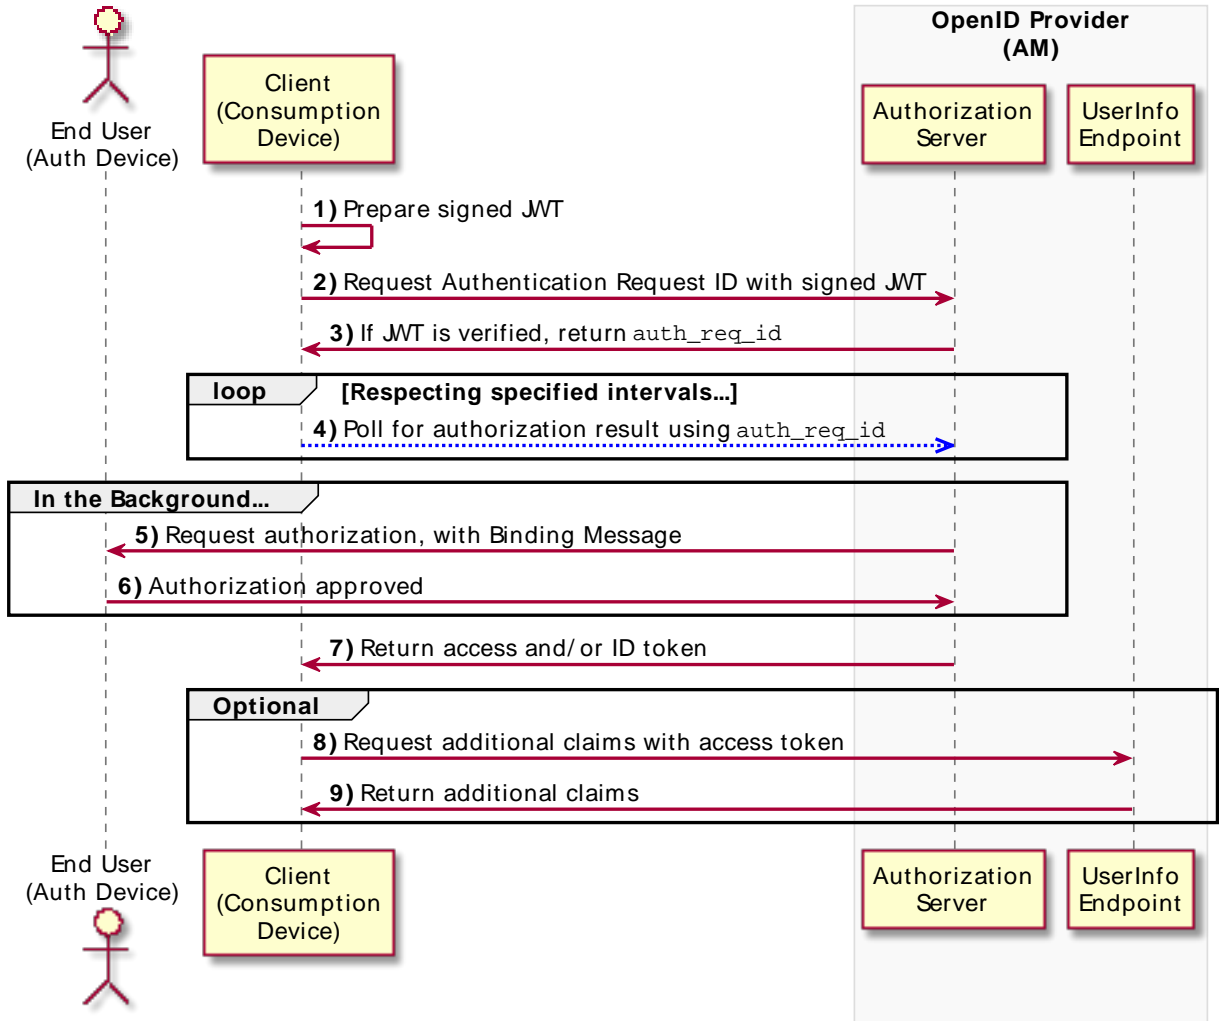 OpenID Provider
(AM)
End User
(Auth Device)
Client
(Consumption
Device)
Authorization
Server
UserInfo
Endpoint
1) Prepare signed JWT
2) Request Authentication Request ID with signed JWT
3) If JWT is verified, return auth_req_id
loop [Respecting specified intervals...]
4) Poll for authorization result using auth_req_id
In the Background...
5) Request authorization, with Binding Message
6) Authorization approved
7) Return access and/or ID token
Optional
8) Request additional claims with access token
9) Return additional claims
End User
(Auth Device)
Client
(Consumption
Device)
Authorization
Server
UserInfo
Endpoint